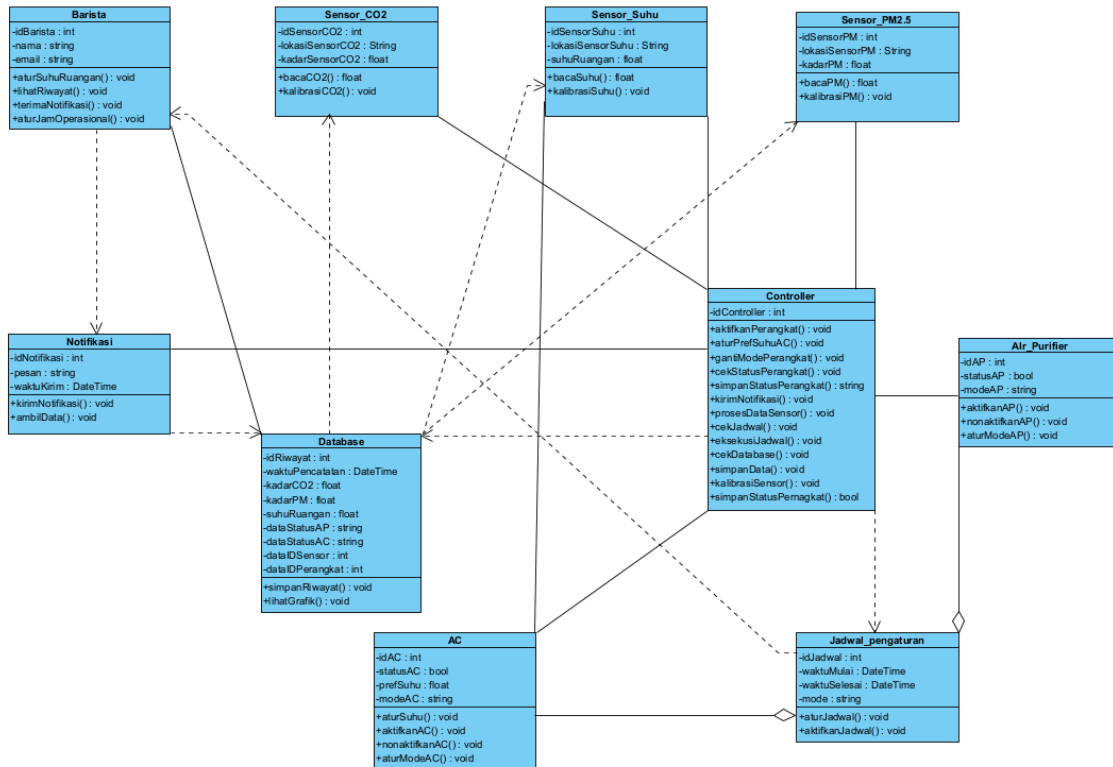 Barista
-idBarista : int
-nama : string
-email : string
+aturSuhuRuangan() : void
+lihatRiwayat() : void
+terimaNotifikasi() : void
+aturJamOperasional() : void
Sensor_CO2
-idSensorCO2 : int
-lokasiSensorCO2 : String
-kadarSensorCO2 : float
+bacaCO2() : float
+kalibrasiCO2() : void
Sensor_Suhu
-idSensorSuhu : int
-lokasiSensorSuhu : String
-suhuRuangan : float
+bacaSuhu() : float
+kalibrasiSuhu() : void
Sensor_PM2.5
-idSensorPM : int
-lokasiSensorPM : String
-kadarPM : float
+bacaPM() : float
+kalibrasiPM() : void
Controller
-idController : int
+aktifkanPerangkat() : void
+aturPrefSuhuAC() : void
+gantiModePerangkat() : void
+cekStatusPerangkat() : void
+simpanStatusPerangkat() : string
+kirimNotifikasi() : void
+prosesDataSensor() : void
+cekJadwal() : void
+eksekusiJadwal() : void
+cekDatabase() : void
+simpanData() : void
+kalibrasiSensor() : void
+simpanStatusPernagkat() : bool
Notifikasi
-idNotifikasi : int
-pesan : string
-waktuKirim : DateTime
+kirimNotifikasi() : void
+ambilData() : void
AIr_Purifier
-idAP : int
-statusAP : bool
-modeAP : string
+aktifkanAP() : void
+nonaktifkanAP() : void
+aturModeAP() : void
Database
-idRiwayat : int
-waktuPencatatan : DateTime
-kadarCO2 : float
-kadarPM : float
-suhuRuangan : float
-dataStatusAP : string
-dataStatusAC : string
-dataIDSensor : int
-dataIDPerangkat : int
+simpanRiwayat() : void
+lihatGrafik() : void
AC
-idAC : int
-statusAC : bool
-prefSuhu : float
-modeAC : string
+aturSuhu() : void
+aktifkanAC() : void
+nonaktifkanAC() : void
+aturModeAC() : void
Jadwal_pengaturan
-idJadwal : int
-waktuMulai : DateTime
-waktuSelesai : DateTime
-mode : string
+aturJadwal() : void
+aktifkanJadwal() : void